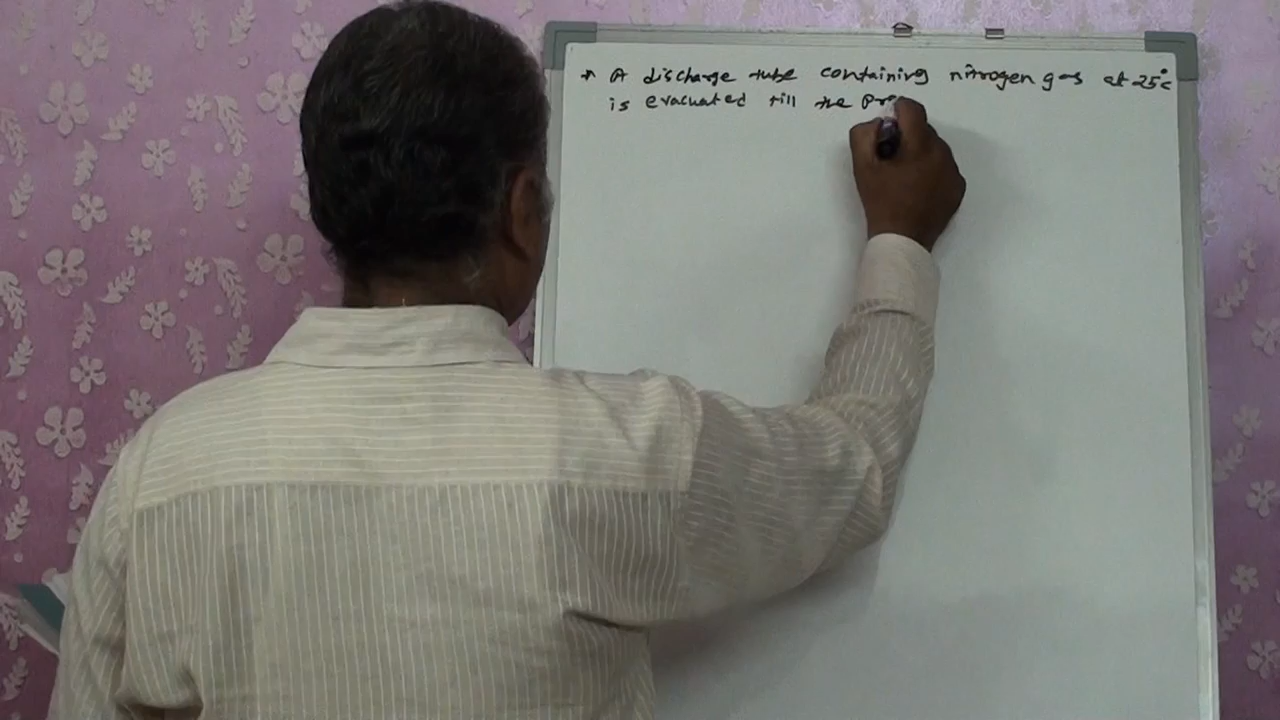 * A discharge tube containing nitrogen gas at 25°c
is evacuated till the Pre